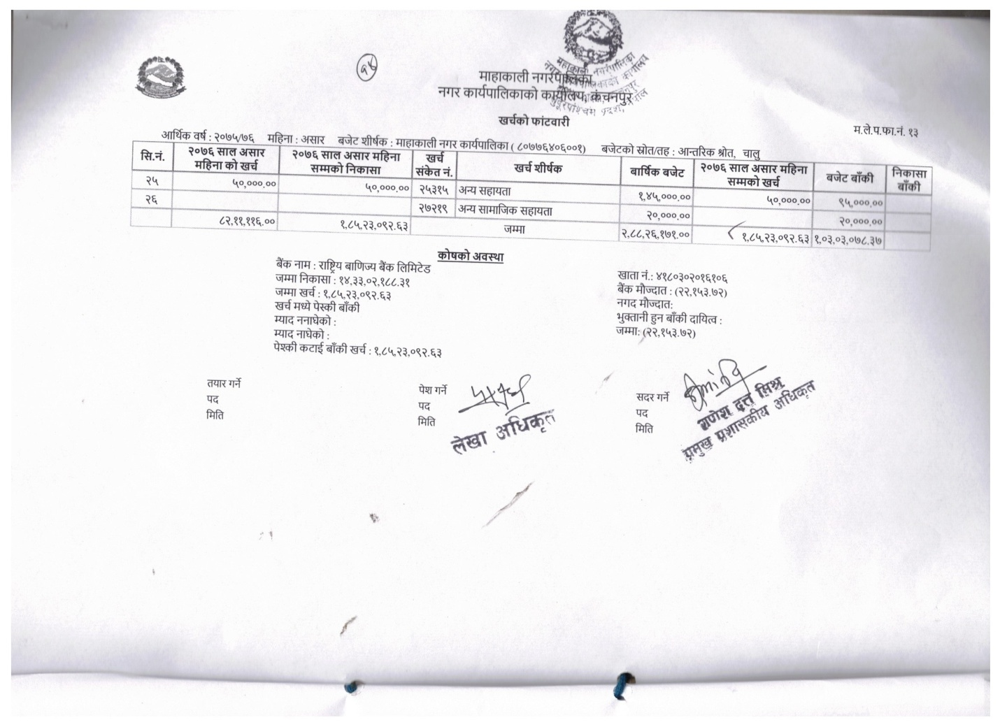 १४
माहाकाली नगरपालिका
नगर कार्यपालिकाको कार्यालय, कंचनपुर
महाकाली नगरपालिका
खर्चको फांटवारी
म.ले.प.फा.नं. १३
आर्थिक वर्ष : २०७५/७६ महिना : असार बजेट शीर्षक : माहाकाली नगर कार्यपालिका ( ८०७७६४०६००१) बजेटको स्रोत/तह : आन्तरिक श्रोत, चालु
सि.नं. २०७६ साल असार महिना को खर्च २०७६ साल असार महिना सम्मको निकासा खर्च संकेत नं. खर्च शीर्षक बार्षिक बजेट २०७६ साल असार महिना सम्मको खर्च बजेट बाँकी निकासा बाँकी
२५ ५०,०००.०० ५०,०००.०० २५३१५ अन्य सहायता १,४५,०००.०० ५०,०००.०० ९५,०००.००
२६ २७२१९ अन्य सामाजिक सहायता २०,०००.०० २०,०००.००
८२,११,११६.०० १,८५,२३,०९२.६३ जम्मा २,८८,२६,१७१.०० १,८५,२३,०९२.६३ १,०३,०३,०७८.३७
कोषको अवस्था
बैंक नाम : राष्ट्रिय बाणिज्य बैंक लिमिटेड
जम्मा निकासा : १४,३३,०२,१८८.३१
जम्मा खर्च : १,८५,२३,०९२.६३
खर्च मध्ये पेस्की बाँकी
म्याद ननाघेको :
म्याद नाघेको :
पेश्की कटाई बाँकी खर्च : १,८५,२३,०९२.६३
खाता नं.: ४१८०३०२०१६१०६
बैंक मौज्दात : (२२,१५३.७२)
नगद मौज्दात:
भुक्तानी हुन बाँकी दायित्व :
जम्मा: (२२,१५३.७२)
तयार गर्ने
पद
मिति
पेश गर्ने
पद
मिति
लेखा अधिकृत
सदर गर्ने
पद
मिति
गणेश दत्त मिश्र
प्रमुख प्रशासकीय अधिकृत